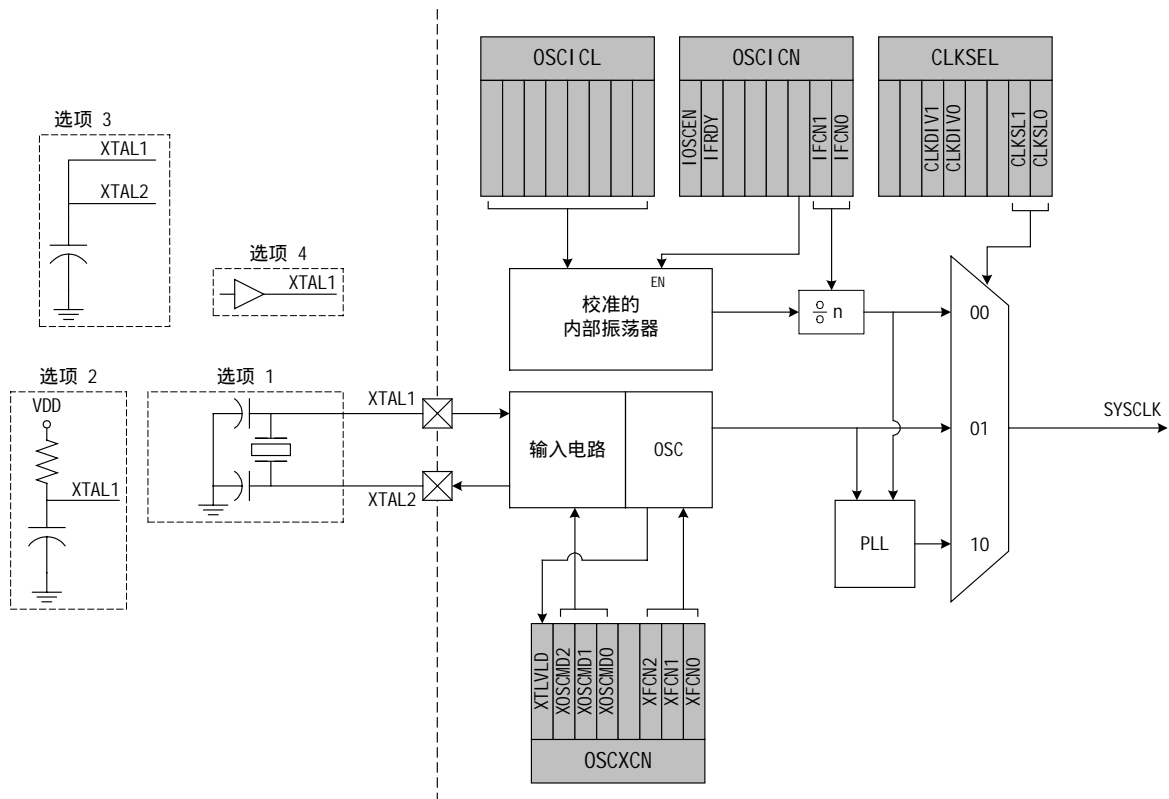 OSCICL
OSCICN
CLKSEL
IOSCEN
IFRDY
IFCN1
IFCN0
CLKDIV1
CLKDIV0
CLKSL1
CLKSL0
选项 3
XTAL1
XTAL2
选项 4
XTAL1
EN
校准的
内部振荡器
n
00
选项 2
VDD
XTAL1
选项 1
XTAL1
XTAL2
输入电路
OSC
01
SYSCLK
PLL
10
XTLVLD
XOSCMD2
XOSCMD1
XOSCMD0
XFCN2
XFCN1
XFCN0
OSCXCN